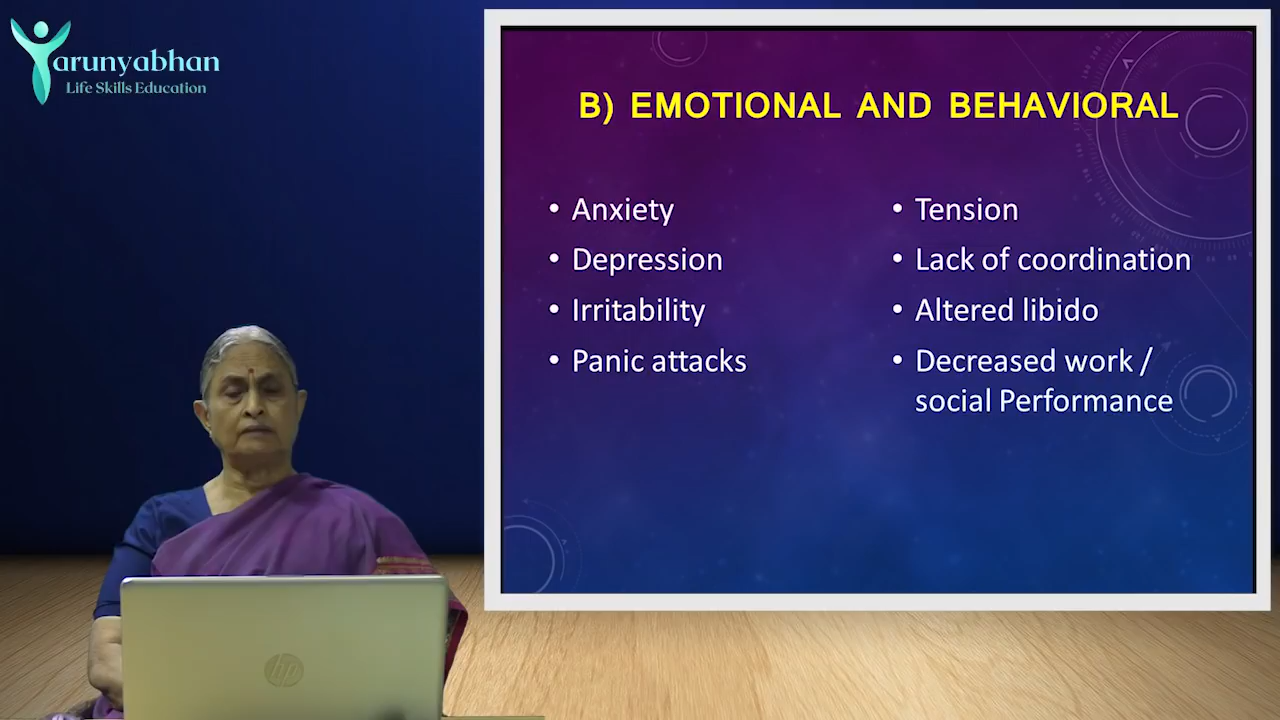 Yarunyabhan
Life Skills Education
B) EMOTIONAL AND BEHAVIORAL
• Anxiety
• Depression
• Irritability
• Panic attacks
• Tension
• Lack of coordination
• Altered libido
• Decreased work /
social Performance
hp